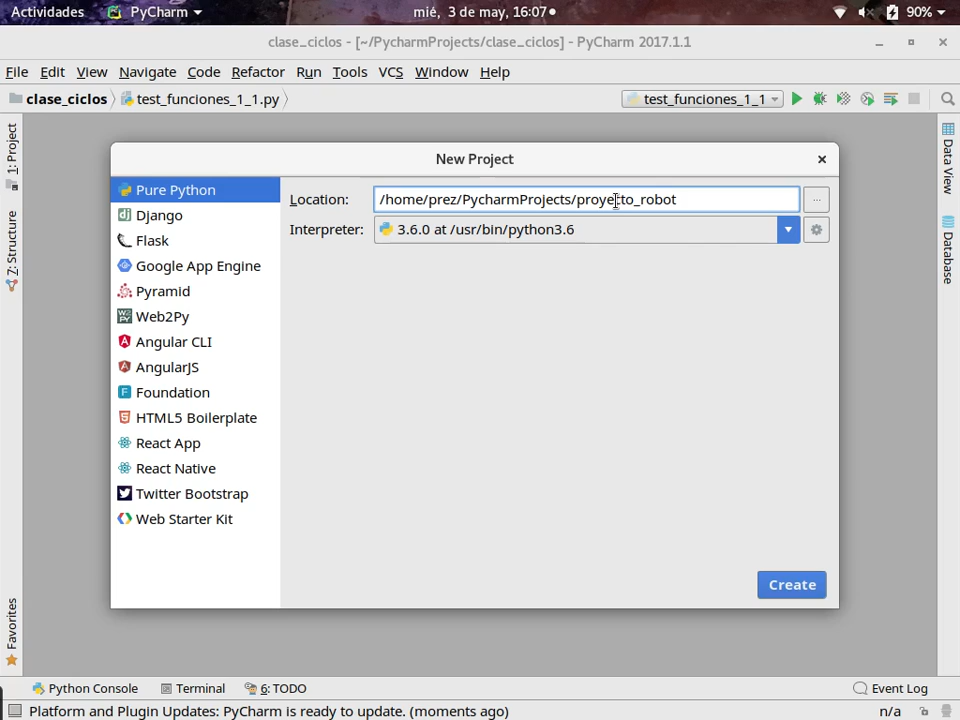 Actividades PyCharm mié, 3 de may, 16:07 90%
clase_ciclos - [~/PycharmProjects/clase_ciclos] - PyCharm 2017.1.1
File Edit View Navigate Code Refactor Run Tools VCS Window Help
clase_ciclos test_funciones_1_1.py test_funciones_1_1
1: Project
7: Structure
Favorites
New Project
Pure Python
Django
Flask
Google App Engine
Pyramid
Web2Py
Angular CLI
AngularJS
Foundation
HTML5 Boilerplate
React App
React Native
Twitter Bootstrap
Web Starter Kit
Location: /home/prez/PycharmProjects/proyecto_robot ...
Interpreter: 3.6.0 at /usr/bin/python3.6
Create
Data View
Database
Python Console Terminal 6: TODO Event Log
Platform and Plugin Updates: PyCharm is ready to update. (moments ago) n/a